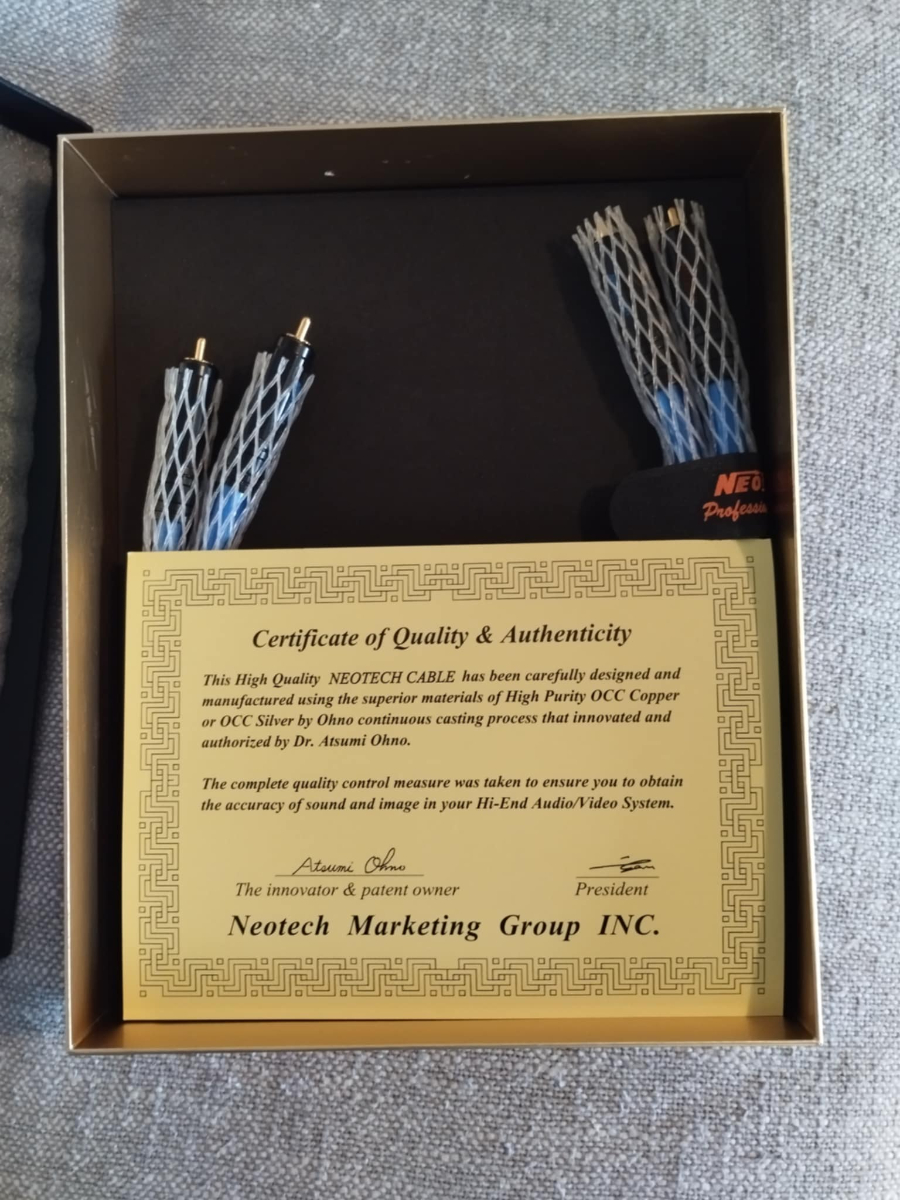 Certificate of Quality & Authenticity
This High Quality NEOTECH CABLE has been carefully designed and
manufactured using the superior materials of High Purity OCC Copper
or OCC Silver by Ohno continuous casting process that innovated and
authorized by Dr. Atsumi Ohno.
The complete quality control measure was taken to ensure you to obtain
the accuracy of sound and image in your Hi-End Audio/Video System.
Atsumi Ohno
The innovator & patent owner
President
Neotech Marketing Group INC.